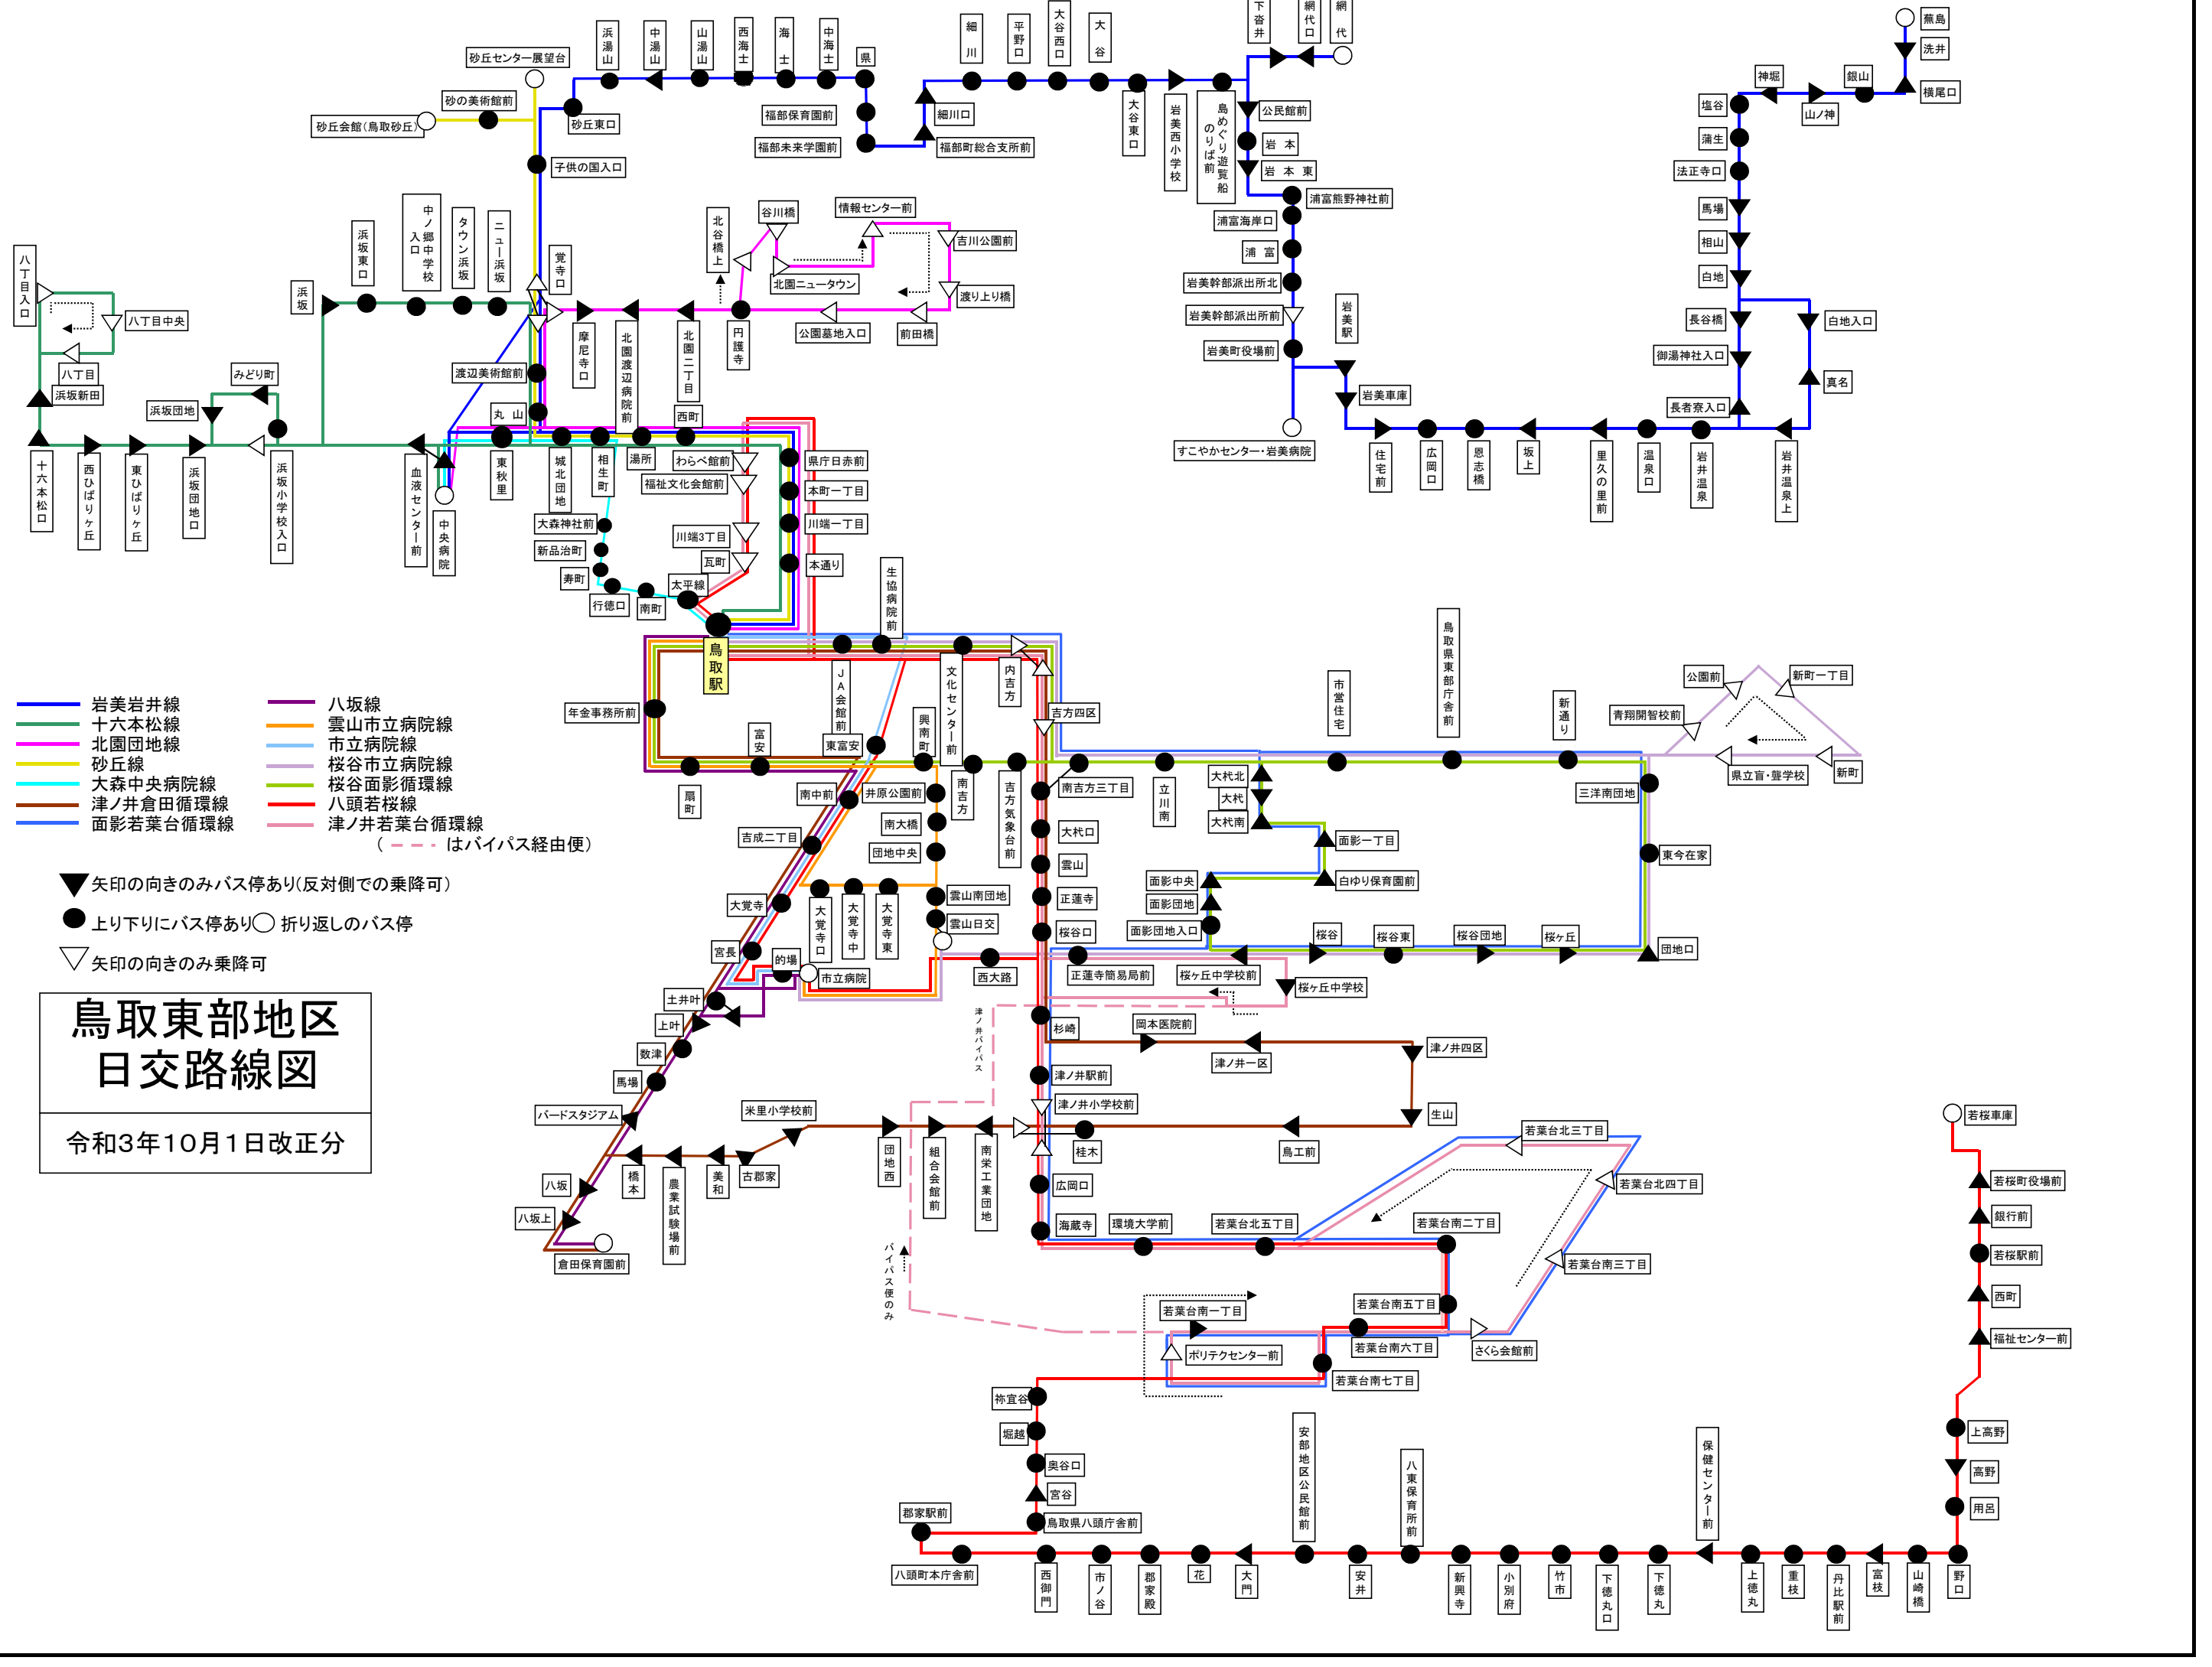 鳥取東部地区
日交路線図
令和3年10月1日改正分
岩美岩井線
十六本松線
北園団地線
砂丘線
大森中央病院線
津ノ井倉田循環線
面影若葉台循環線
八坂線
雲山市立病院線
市立病院線
桜谷市立病院線
桜谷面影循環線
八頭若桜線
津ノ井若葉台循環線
( はバイパス経由便)
矢印の向きのみバス停あり(反対側での乗降可)
上り下りにバス停あり 折り返しのバス停
矢印の向きのみ乗降可
砂丘センター展望台
砂の美術館前
砂丘会館(鳥取砂丘)
子供の国入口
砂丘東口
浜湯山
中湯山
山湯山
西海士
海士
中海士
県
福部保育園前
福部未来学園前
細川口
福部町総合支所前
細川
平野口
大谷西口
大谷
大谷東口
岩美西小学校
島めぐり遊覧船
のりば前
下沓井
網代口
網代
公民館前
岩本
岩本東
浦富熊野神社前
浦富海岸口
浦富
岩美幹部派出所北
岩美幹部派出所前
岩美町役場前
岩美駅
岩美車庫
すこやかセンター・岩美病院
住宅前
広岡口
恩志橋
坂上
里久の里前
温泉口
岩井温泉
岩井温泉上
蕪島
洗井
横尾口
銀山
山ノ神
神堀
塩谷
蒲生
法正寺口
馬場
相山
白地
長谷橋
白地入口
御湯神社入口
真名
長者寮入口
八丁目入口
八丁目中央
八丁目
浜坂新田
浜坂団地
みどり町
十六本松口
西ひばりヶ丘
東ひばりヶ丘
浜坂団地口
浜坂小学校入口
浜坂
浜坂東口
中ノ郷中学校
入口
タウン浜坂
ニュー浜坂
覚寺口
血液センター前
中央病院
渡辺美術館前
丸山
東秋里
城北団地
相生町
湯所
西町
摩尼寺口
北園渡辺病院前
北園二丁目
円護寺
北谷橋上
谷川橋
北園ニュータウン
情報センター前
吉川公園前
渡り上り橋
前田橋
公園墓地入口
わらべ館前
福祉文化会館前
川端3丁目
瓦町
県庁日赤前
本町一丁目
川端一丁目
本通り
大森神社前
新品治町
寿町
行徳口
南町
太平線
鳥取駅
生協病院前
JA会館前
文化センター前
内吉方
吉方四区
年金事務所前
富安
東富安
興南町
扇町
南中前
井原公園前
南大橋
団地中央
雲山南団地
雲山日交
南吉方
吉方気象台前
南吉方三丁目
大杙口
雲山
正蓮寺
桜谷口
立川南
市営住宅
鳥取県東部庁舎前
新通り
大杙北
大杙
大杙南
面影一丁目
白ゆり保育園前
面影中央
面影団地
面影団地入口
桜谷
桜谷東
桜谷団地
桜ヶ丘
団地口
東今在家
三洋南団地
公園前
新町一丁目
青翔開智校前
県立盲・聾学校
新町
吉成二丁目
大覚寺
大覚寺口
大覚寺中
大覚寺東
宮長
的場
市立病院
西大路
正蓮寺簡易局前
桜ヶ丘中学校前
桜ヶ丘中学校
土井叶
上叶
数津
馬場
バードスタジアム
八坂
八坂上
倉田保育園前
橋本
農業試験場前
美和
古郡家
米里小学校前
団地西
組合会館前
南栄工業団地
杉崎
岡本医院前
津ノ井一区
津ノ井四区
生山
津ノ井駅前
津ノ井小学校前
桂木
鳥工前
広岡口
海蔵寺
環境大学前
若葉台北五丁目
若葉台南二丁目
若葉台北三丁目
若葉台北四丁目
若葉台南三丁目
若葉台南五丁目
若葉台南六丁目
若葉台南七丁目
若葉台南一丁目
ポリテクセンター前
さくら会館前
津ノ井バイパス
バイパス便のみ
祢宜谷
堀越
奥谷口
宮谷
鳥取県八頭庁舎前
郡家駅前
八頭町本庁舎前
西御門
市ノ谷
郡家殿
花
大門
安部地区公民館前
安井
八東保育所前
新興寺
小別府
竹市
下徳丸口
下徳丸
保健センター前
上徳丸
重枝
丹比駅前
富枝
山崎橋
野口
用呂
高野
上高野
福祉センター前
西町
若桜駅前
銀行前
若桜町役場前
若桜車庫